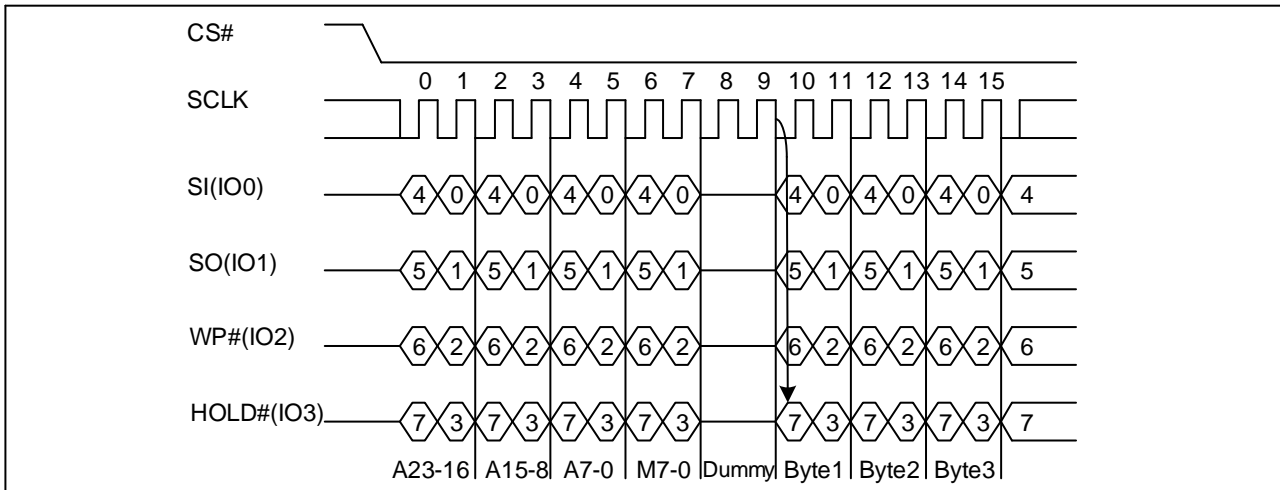 CS#
0 1 2 3 4 5 6 7 8 9 10 11 12 13 14 15
SCLK
SI(IO0) 4 0 4 0 4 0 4 0 4 0 4 0 4 0 4
SO(IO1) 5 1 5 1 5 1 5 1 5 1 5 1 5 1 5
WP#(IO2) 6 2 6 2 6 2 6 2 6 2 6 2 6 2 6
HOLD#(IO3) 7 3 7 3 7 3 7 3 7 3 7 3 7 3 7
A23-16 A15-8 A7-0 M7-0 Dummy Byte1 Byte2 Byte3